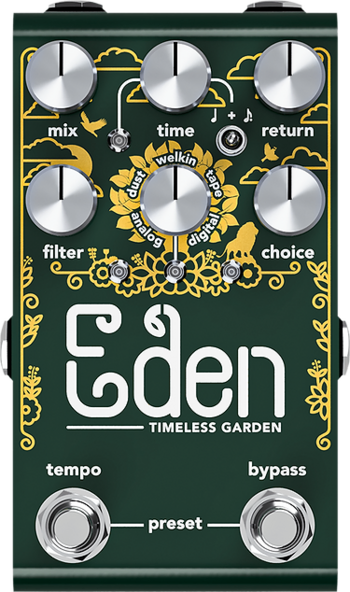 mix time return
dust welkin tape
analog digital
filter choice
Eden
TIMELESS GARDEN
tempo bypass
preset